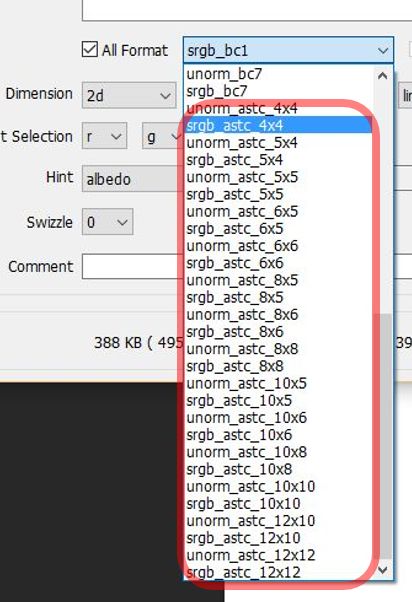 All Format
srgb_bc1
unorm_bc7
srgb_bc7
Dimension
2d
unorm_astc_4x4
srgb_astc_4x4
unorm_astc_5x4
t Selection
r
g
srgb_astc_5x4
unorm_astc_5x5
Hint
albedo
srgb_astc_5x5
unorm_astc_6x5
Swizzle
0
srgb_astc_6x5
unorm_astc_6x6
Comment
srgb_astc_6x6
unorm_astc_8x5
srgb_astc_8x5
unorm_astc_8x6
srgb_astc_8x6
388 KB ( 495
unorm_astc_8x8
39
srgb_astc_8x8
unorm_astc_10x5
srgb_astc_10x5
unorm_astc_10x6
srgb_astc_10x6
unorm_astc_10x8
srgb_astc_10x8
unorm_astc_10x10
srgb_astc_10x10
unorm_astc_12x10
srgb_astc_12x10
unorm_astc_12x12
srgb_astc_12x12